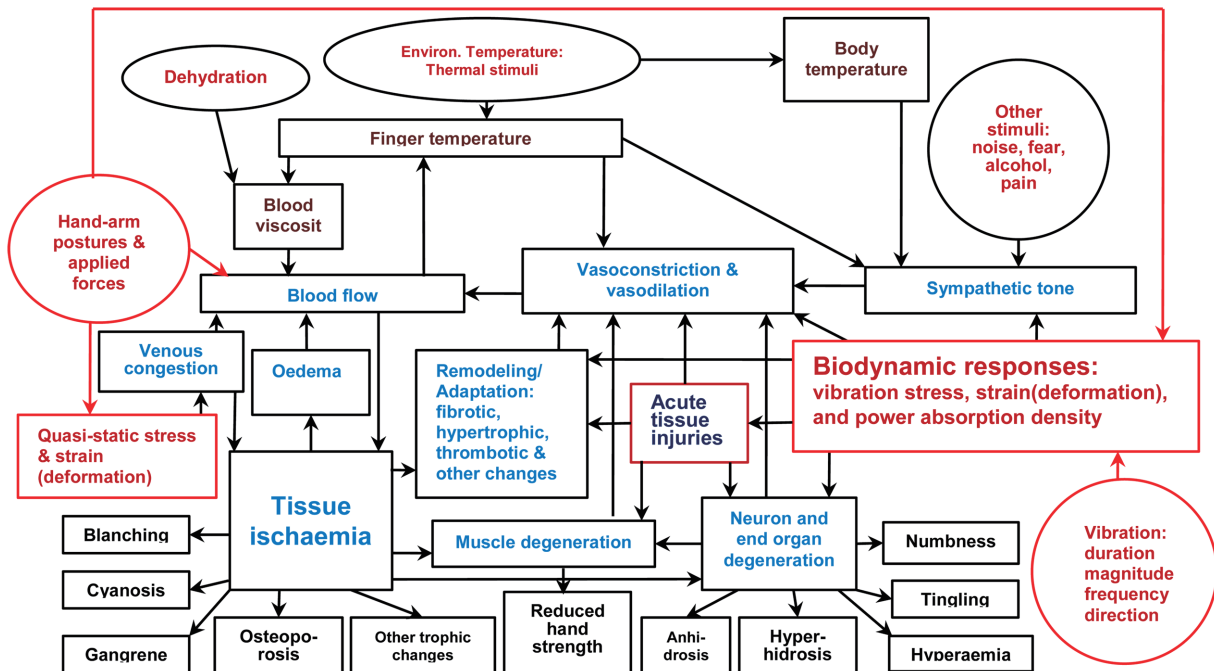 Dehydration
Environ. Temperature:
Thermal stimuli
Body
temperature
Other
stimuli:
noise, fear,
alcohol,
pain
Finger temperature
Hand-arm
postures &
applied
forces
Blood
viscosit
Blood flow
Vasoconstriction &
vasodilation
Sympathetic tone
Venous
congestion
Oedema
Remodeling/
Adaptation:
fibrotic,
hypertrophic,
thrombotic &
other changes
Acute
tissue
injuries
Biodynamic responses:
vibration stress, strain(deformation),
and power absorption density
Quasi-static stress
& strain
(deformation)
Tissue
ischaemia
Muscle degeneration
Neuron and
end organ
degeneration
Vibration:
duration
magnitude
frequency
direction
Blanching
Cyanosis
Gangrene
Osteopo-
rosis
Other trophic
changes
Reduced
hand
strength
Anhi-
drosis
Hyper-
hidrosis
Numbness
Tingling
Hyperaemia